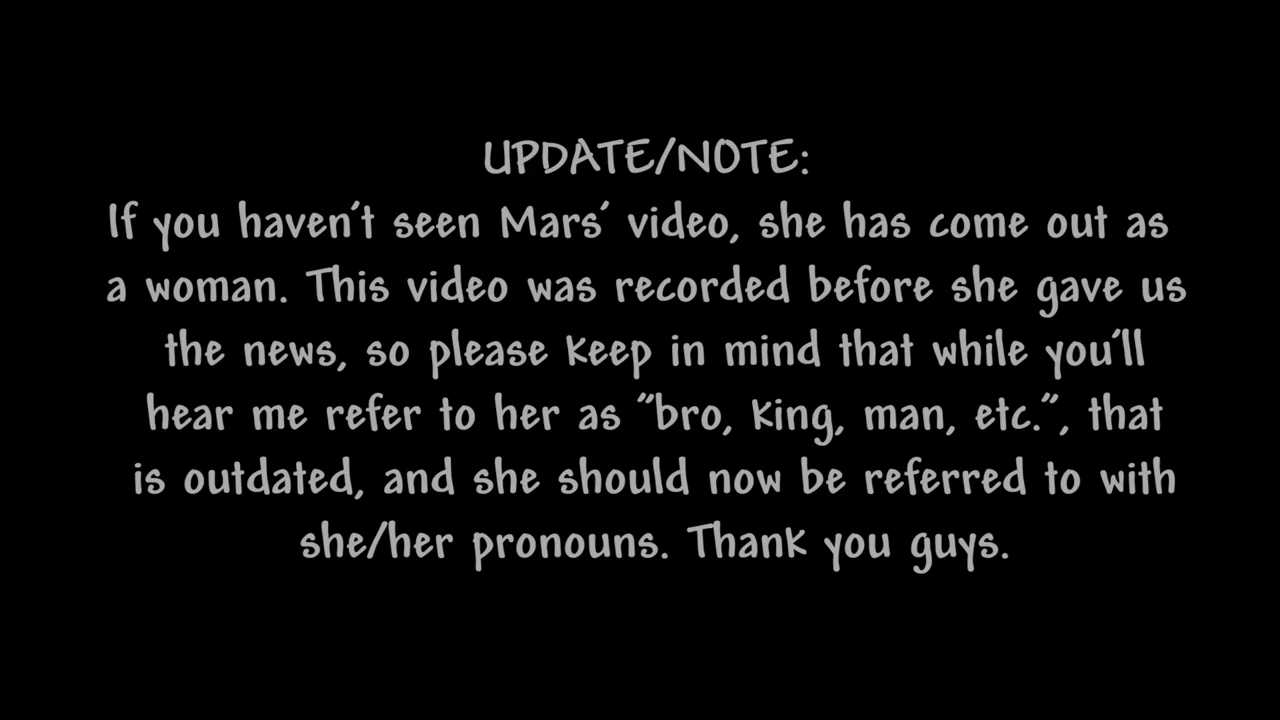 UPDATE/NOTE:
If you haven't seen Mars' video, she has come out as
a woman. This video was recorded before she gave us
the news, so please keep in mind that while you'll
hear me refer to her as "bro, king, man, etc.", that
is outdated, and she should now be referred to with
she/her pronouns. Thank you guys.